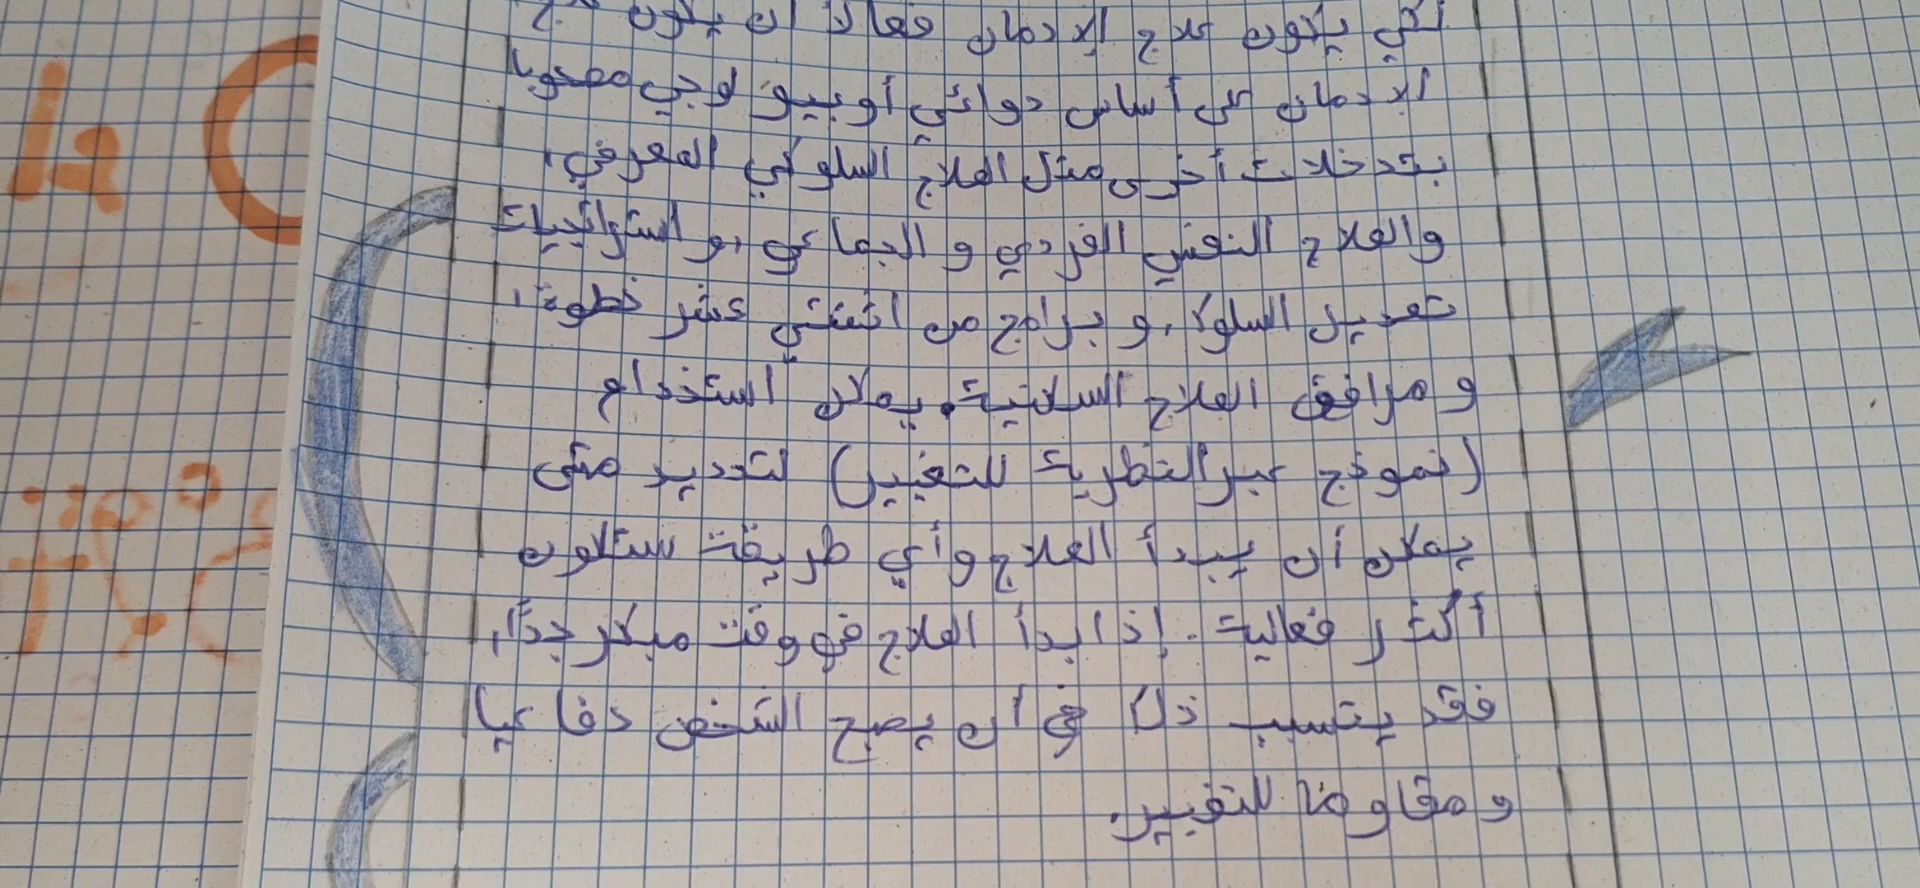 لكي يكون علاج الإدمان فعالا أن يكون علاج
الإدمان على أساس دوائي أو بيولوجي مصحوبا
بتدخلات أخرى مثل العلاج السلوكي المعرفي،
والعلاج النفسي الفردي و الجماعي، و استراتيجيات
تعديل السلوك، و برامج من اثنتي عشر خطوة،
و مرافق العلاج السكنية. يمكن استخدام
(نموذج عبر النظرية للتغيير) لتحديد متى
يمكن أن يبدأ العلاج وأي طريقة ستكون
أكثر فعالية. إذا بدأ العلاج في وقت مبكر جداً،
فقد يتسبب ذلك في أن يصبح الشخص دفاعيا
و مقاوما للتغيير.